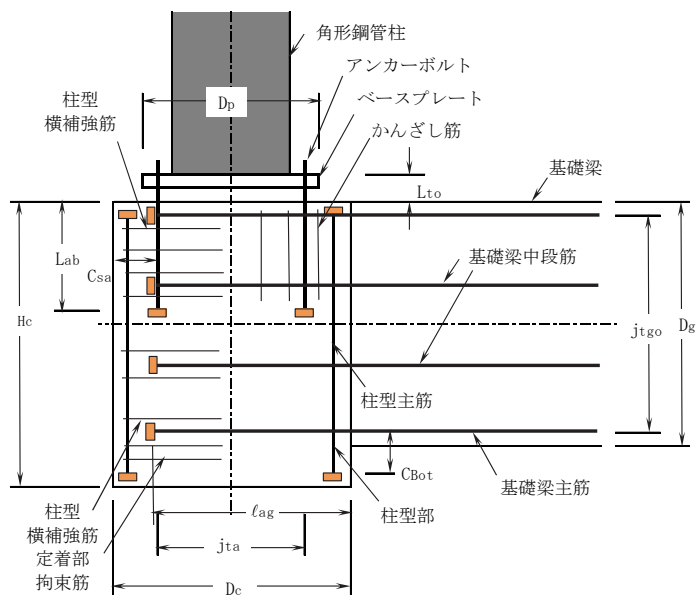 角形鋼管柱
アンカーボルト
ベースプレート
かんざし筋
柱型
横補強筋
Dp
Lto
基礎梁
Lab
Csa
Hc
基礎梁中段筋
jtgo
Dg
柱型主筋
CBot
基礎梁主筋
柱型部
柱型
横補強筋
定着部
拘束筋
ℓag
jta
Dc